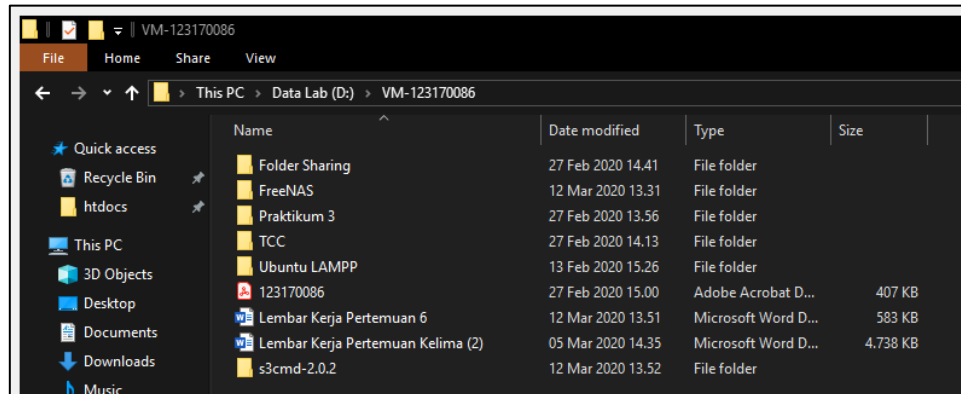 VM-123170086
File Home Share View
This PC > Data Lab (D:) > VM-123170086
Name Date modified Type Size
Quick access
Recycle Bin
htdocs
This PC
3D Objects
Desktop
Documents
Downloads
Music
Folder Sharing 27 Feb 2020 14.41 File folder
FreeNAS 12 Mar 2020 13.31 File folder
Praktikum 3 27 Feb 2020 13.56 File folder
TCC 27 Feb 2020 14.13 File folder
Ubuntu LAMPP 13 Feb 2020 15.26 File folder
123170086 27 Feb 2020 15.00 Adobe Acrobat D... 407 KB
Lembar Kerja Pertemuan 6 12 Mar 2020 13.51 Microsoft Word D... 583 KB
Lembar Kerja Pertemuan Kelima (2) 05 Mar 2020 14.35 Microsoft Word D... 4.738 KB
s3cmd-2.0.2 12 Mar 2020 13.52 File folder